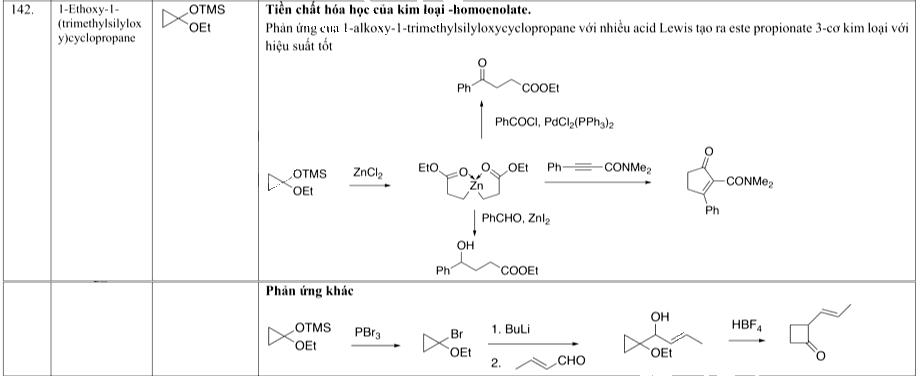 142.
1-Ethoxy-1-
(trimethylsilylox
y)cyclopropane
OTMS
OEt
Tiền chất hóa học của kim loại -homoenolate.
Phản ứng của 1-alkoxy-1-trimethylsilyloxycyclopropane với nhiều acid Lewis tạo ra este propionate 3-cơ kim loại với
hiệu suất tốt
O
Ph
COOEt
PhCOCl, PdCl2(PPh3)2
OTMS
OEt
ZnCl2
EtO
O
O
OEt
Zn
Ph
CONMe2
O
CONMe2
Ph
PhCHO, ZnI2
OH
Ph
COOEt
Phản ứng khác
OTMS
OEt
PBr3
Br
OEt
1. BuLi
2.
CHO
OH
OEt
HBF4
O